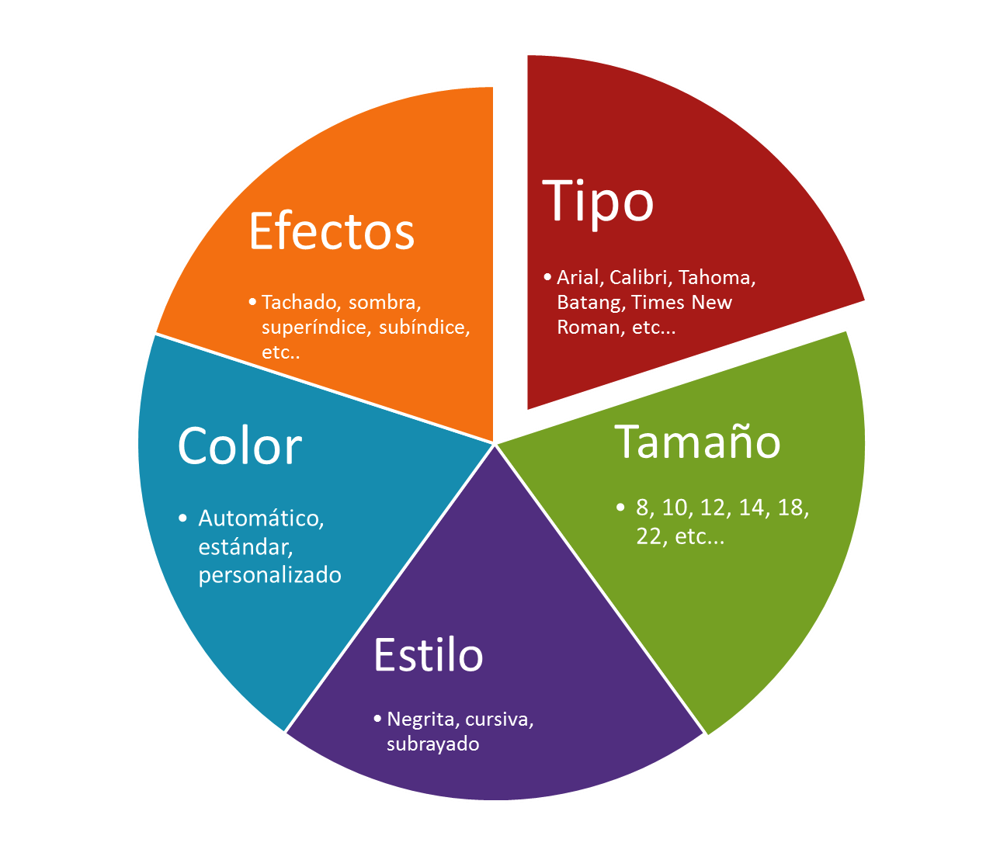 Tipo
• Arial, Calibri, Tahoma,
Batang, Times New
Roman, etc...
Tamaño
• 8, 10, 12, 14, 18,
22, etc...
Estilo
• Negrita, cursiva,
subrayado
Color
• Automático,
estándar,
personalizado
Efectos
• Tachado, sombra,
superíndice, subíndice,
etc..